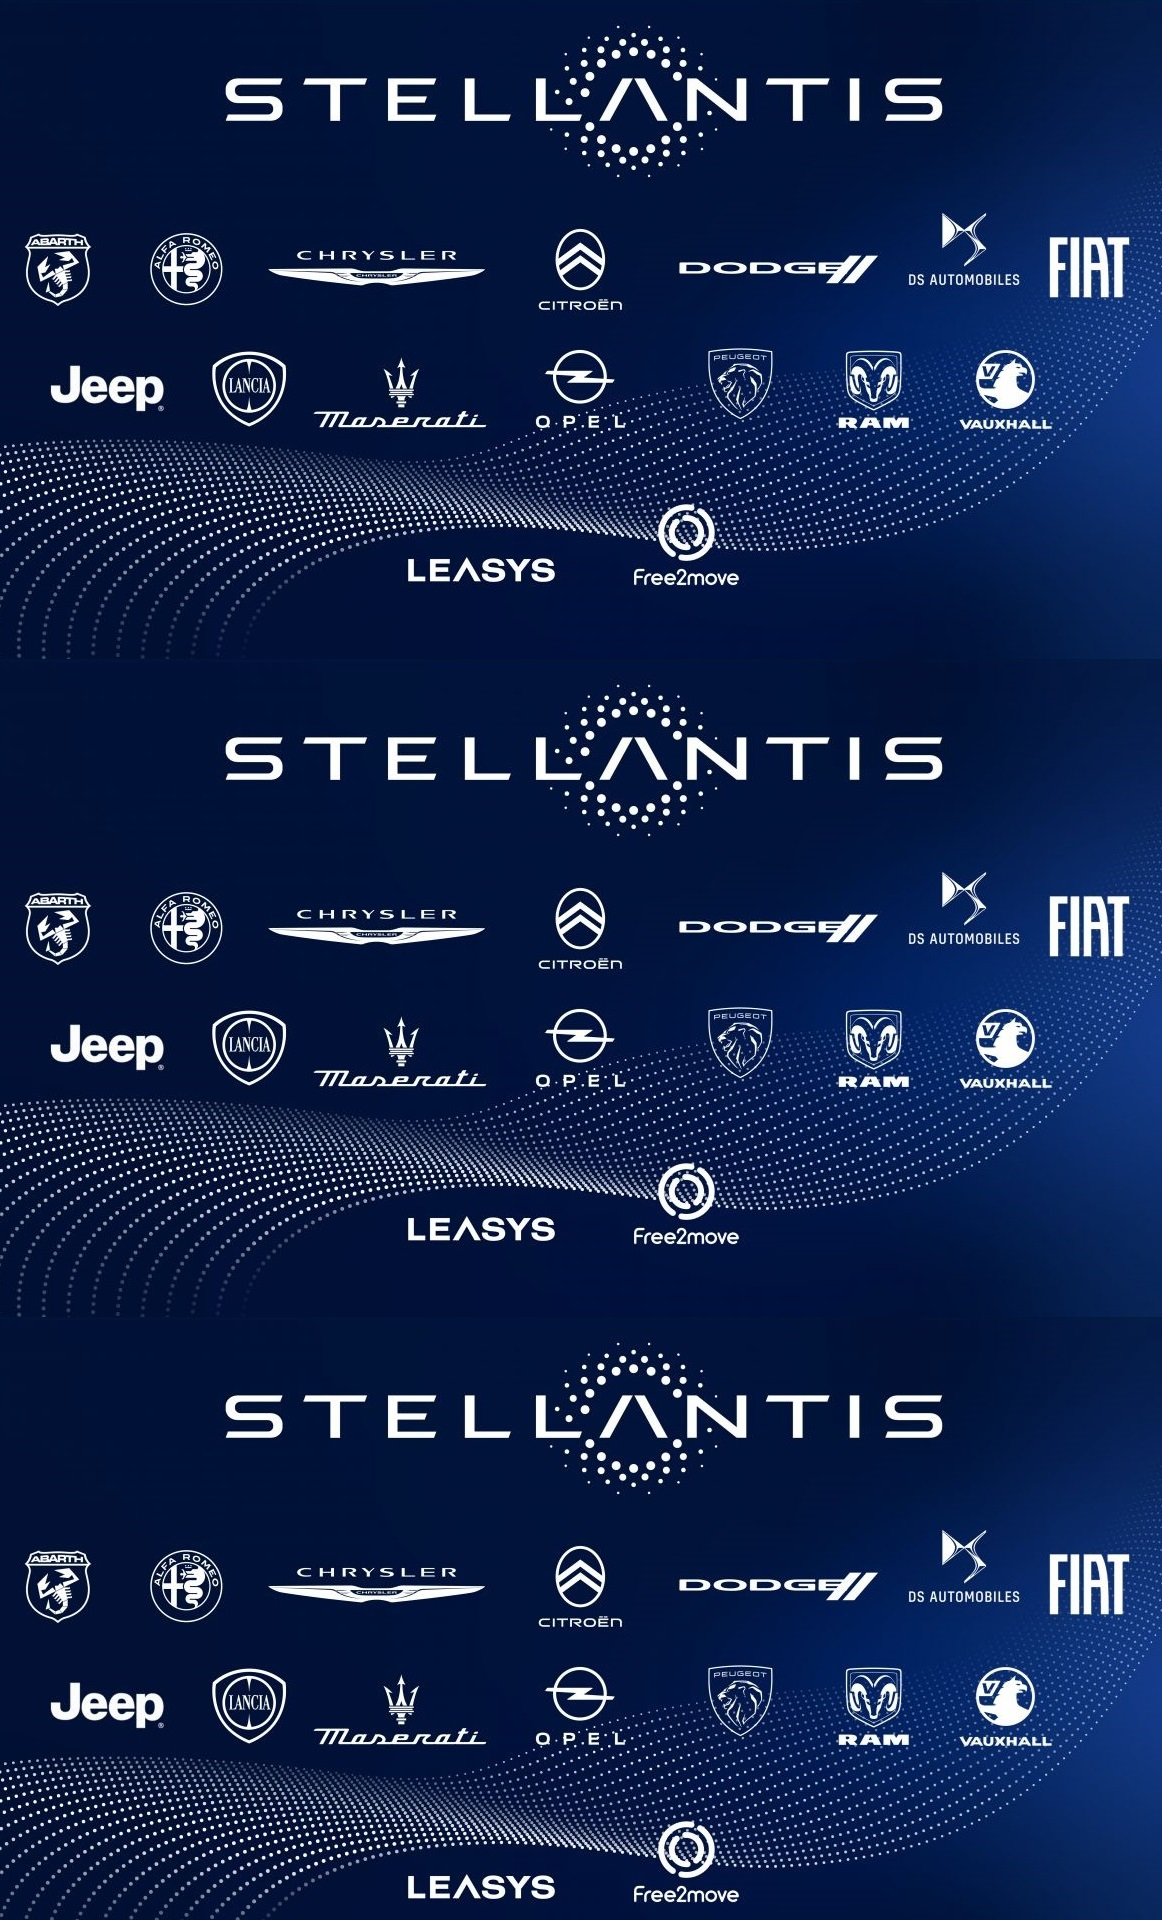 STELLANTIS
ABARTH ALFA ROMEO CHRYSLER CHRYSLER CITROËN DODGE DS AUTOMOBILES FIAT
Jeep® LANCIA Maserati OPEL PEUGEOT RAM V VAUXHALL
LEASYS Free2move
STELLANTIS
ABARTH ALFA ROMEO CHRYSLER CHRYSLER CITROËN DODGE DS AUTOMOBILES FIAT
Jeep® LANCIA Maserati OPEL PEUGEOT RAM V VAUXHALL
LEASYS Free2move
STELLANTIS
ABARTH ALFA ROMEO CHRYSLER CHRYSLER CITROËN DODGE DS AUTOMOBILES FIAT
Jeep® LANCIA Maserati OPEL PEUGEOT RAM V VAUXHALL
LEASYS Free2move